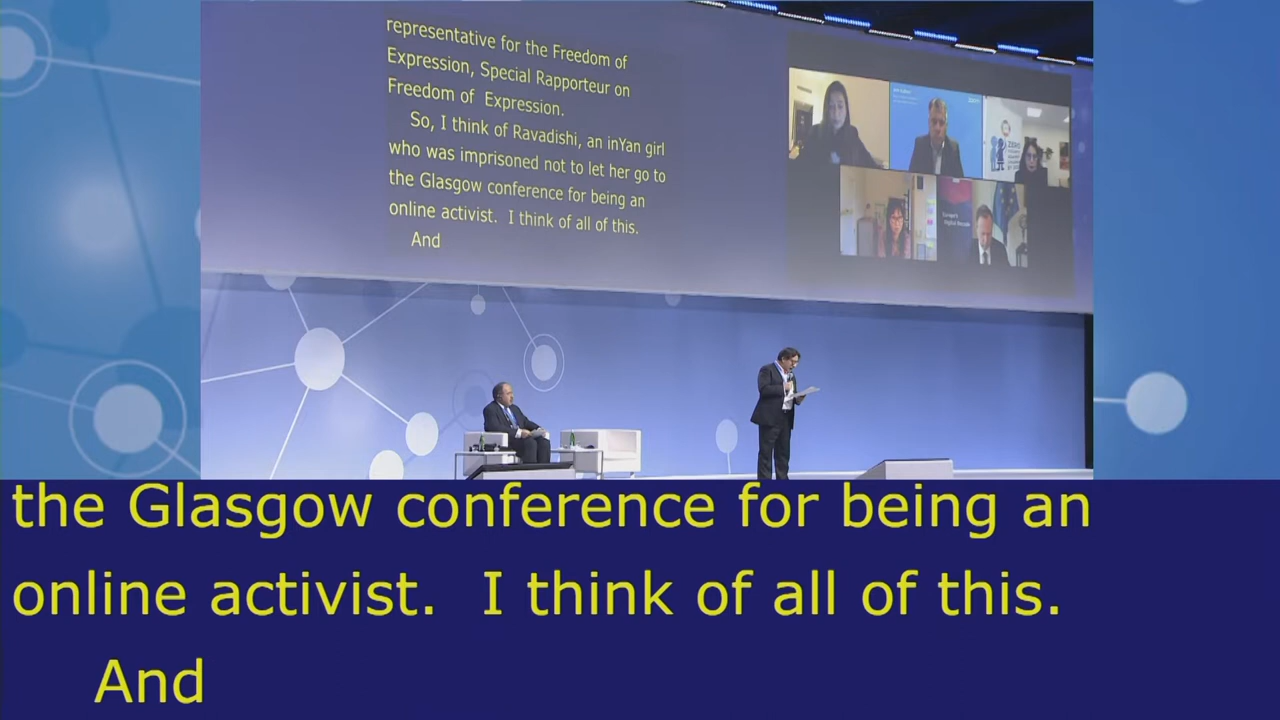 representative for the Freedom of
Expression, Special Rapporteur on
Freedom of Expression.
So, I think of Ravadishi, an inYan girl
who was imprisoned not to let her go to
the Glasgow conference for being an
online activist. I think of all of this.
And
ZERO
the Glasgow conference for being an
online activist. I think of all of this.
And